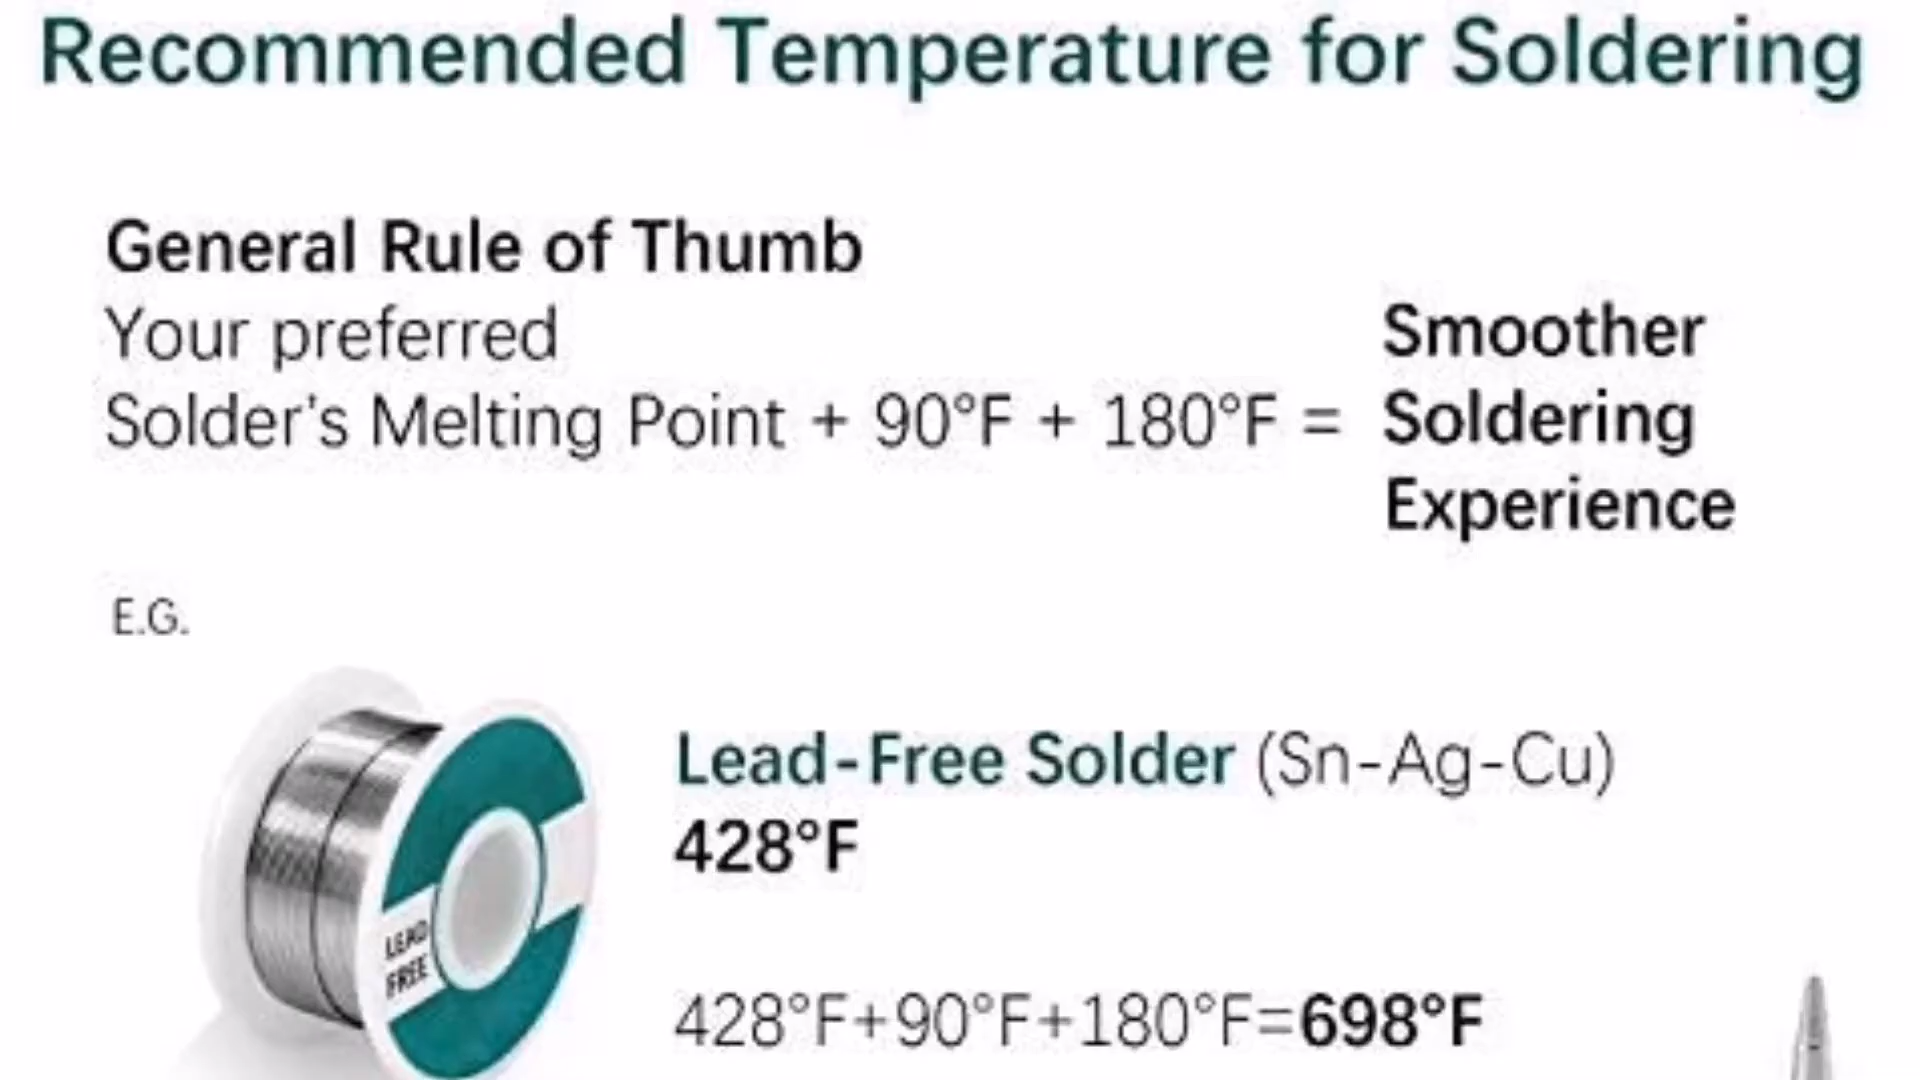 Recommended Temperature for Soldering
General Rule of Thumb
Your preferred
Solder's Melting Point + 90°F + 180°F =
Smoother
Soldering
Experience
E.G.
Lead-Free Solder (Sn-Ag-Cu)
428°F
LEAD
FREE
428°F+90°F+180°F=698°F